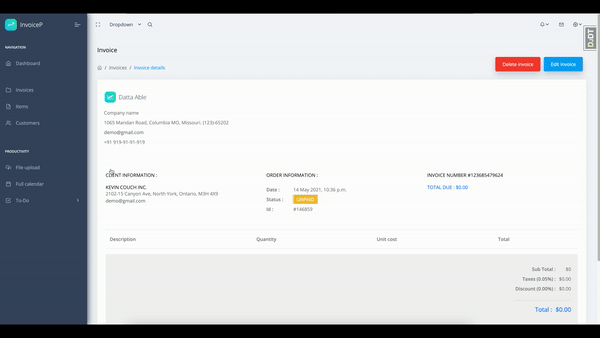 InvoiceP
Dropdown
DJDT
NAVIGATION
Dashboard
Invoices
Items
Customers
PRODUCTIVITY
File upload
Full calendar
To-Do
Invoice
Invoices / Invoice details
Delete invoice
Edit invoice
Datta Able
Company name
1065 Mandan Road, Columbia MO, Missouri. (123)-65202
demo@gmail.com
+91 919-91-91-919
CLIENT INFORMATION :
KEVIN COUCH INC.
2102-15 Canyon Ave, North York, Ontario, M3H 4X9
demo@gmail.com
ORDER INFORMATION :
Date : 14 May 2021, 10:36 p.m.
Status : UNPAID
Id : #146859
INVOICE NUMBER #123685479624
TOTAL DUE : $0.00
Description Quantity Unit cost Total
Sub Total : $0
Taxes (0.05%) : $0.00
Discount (0.00%) : $0.00
Total : $0.00